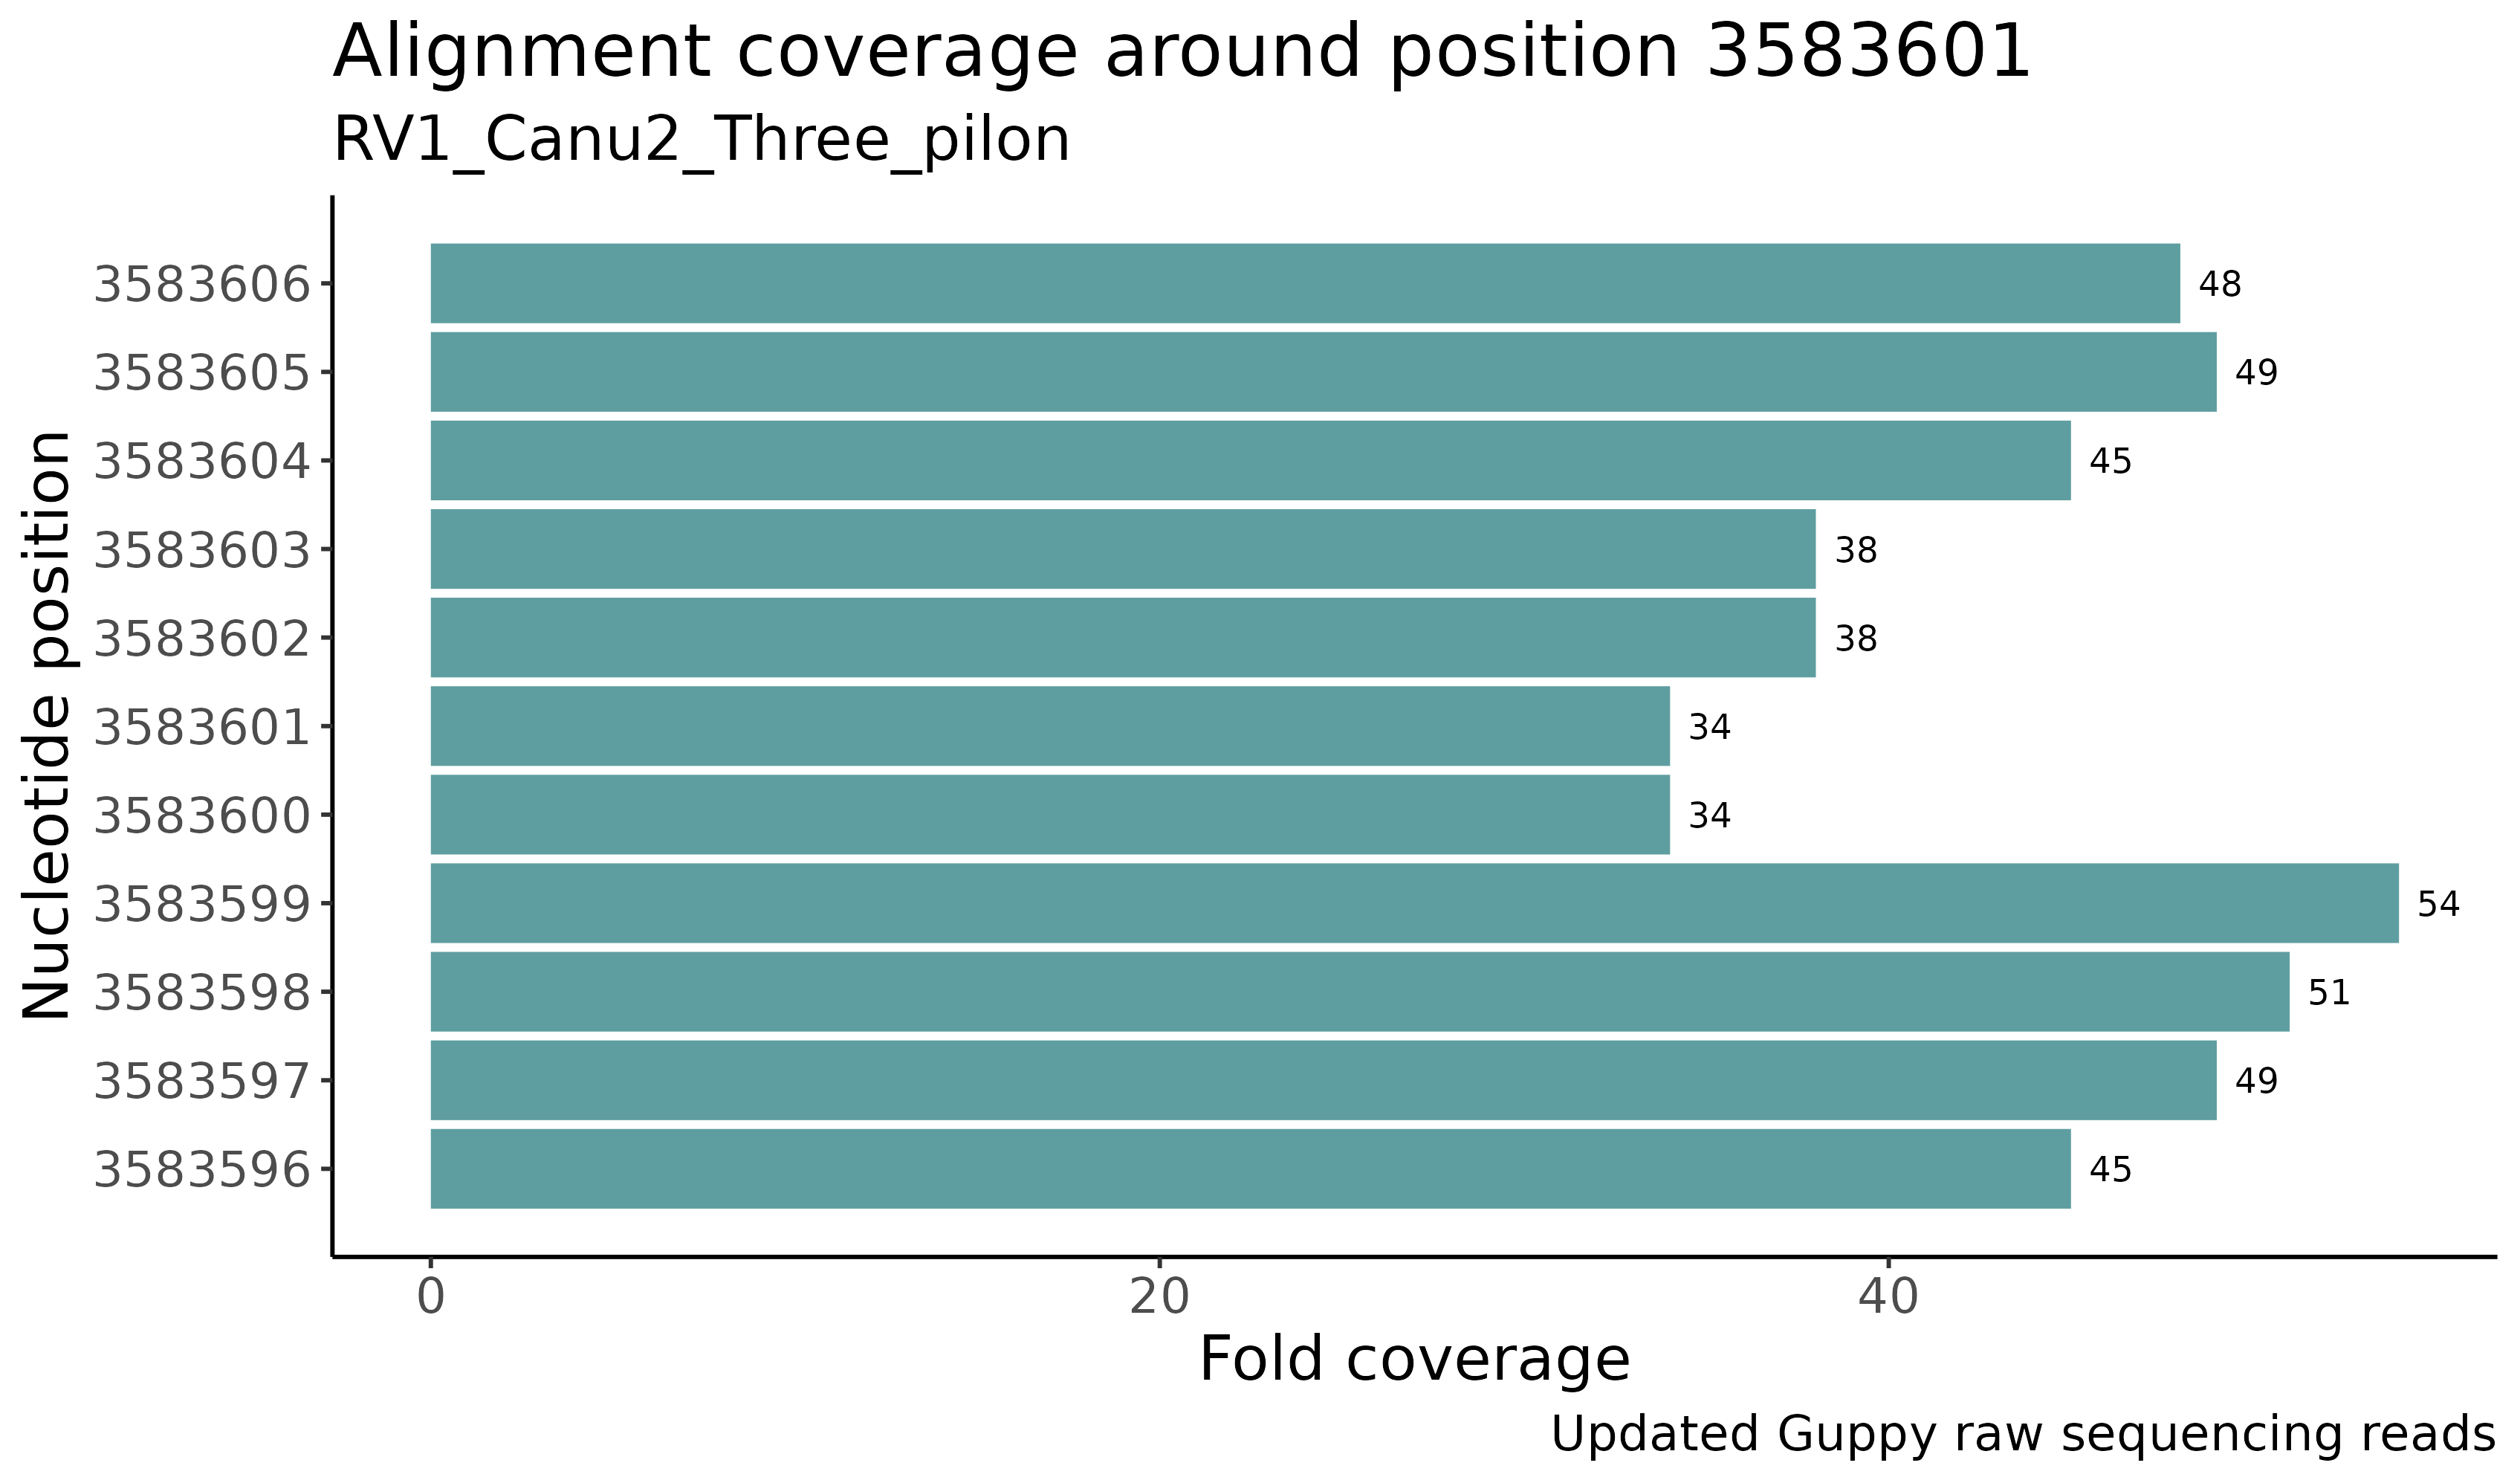 Alignment coverage around position 3583601
RV1_Canu2_Three_pilon
Nucleotide position
3583606 48
3583605 49
3583604 45
3583603 38
3583602 38
3583601 34
3583600 34
3583599 54
3583598 51
3583597 49
3583596 45
0 20 40
Fold coverage
Updated Guppy raw sequencing reads